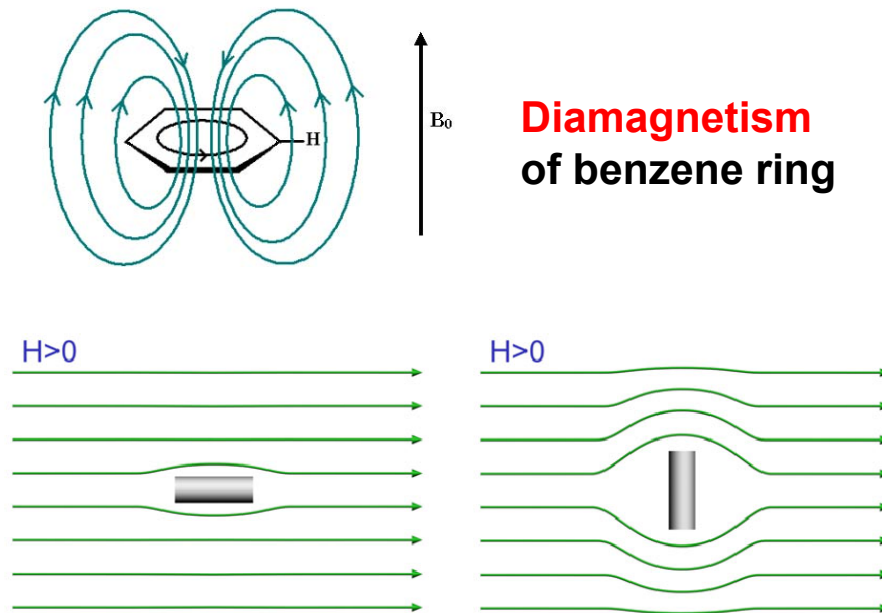 B₀
H
Diamagnetism
of benzene ring
H>0
H>0